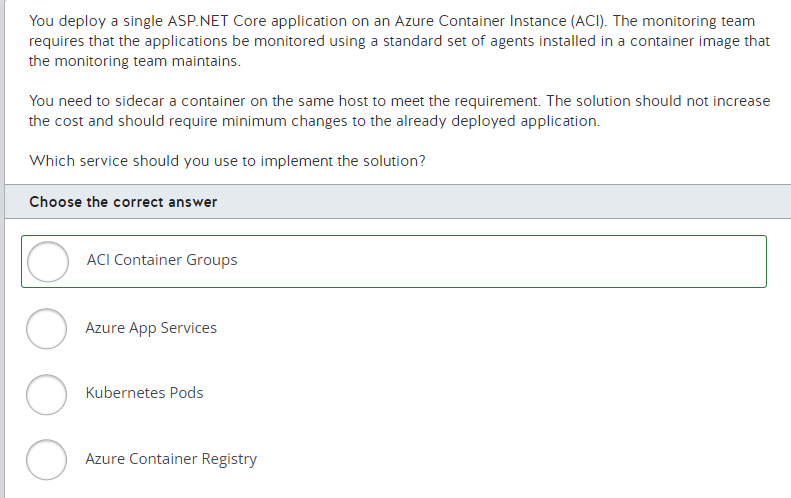 You deploy a single ASP.NET Core application on an Azure Container Instance (ACI). The monitoring team
requires that the applications be monitored using a standard set of agents installed in a container image that
the monitoring team maintains.
You need to sidecar a container on the same host to meet the requirement. The solution should not increase
the cost and should require minimum changes to the already deployed application.
Which service should you use to implement the solution?
Choose the correct answer
ACI Container Groups
Azure App Services
Kubernetes Pods
Azure Container Registry